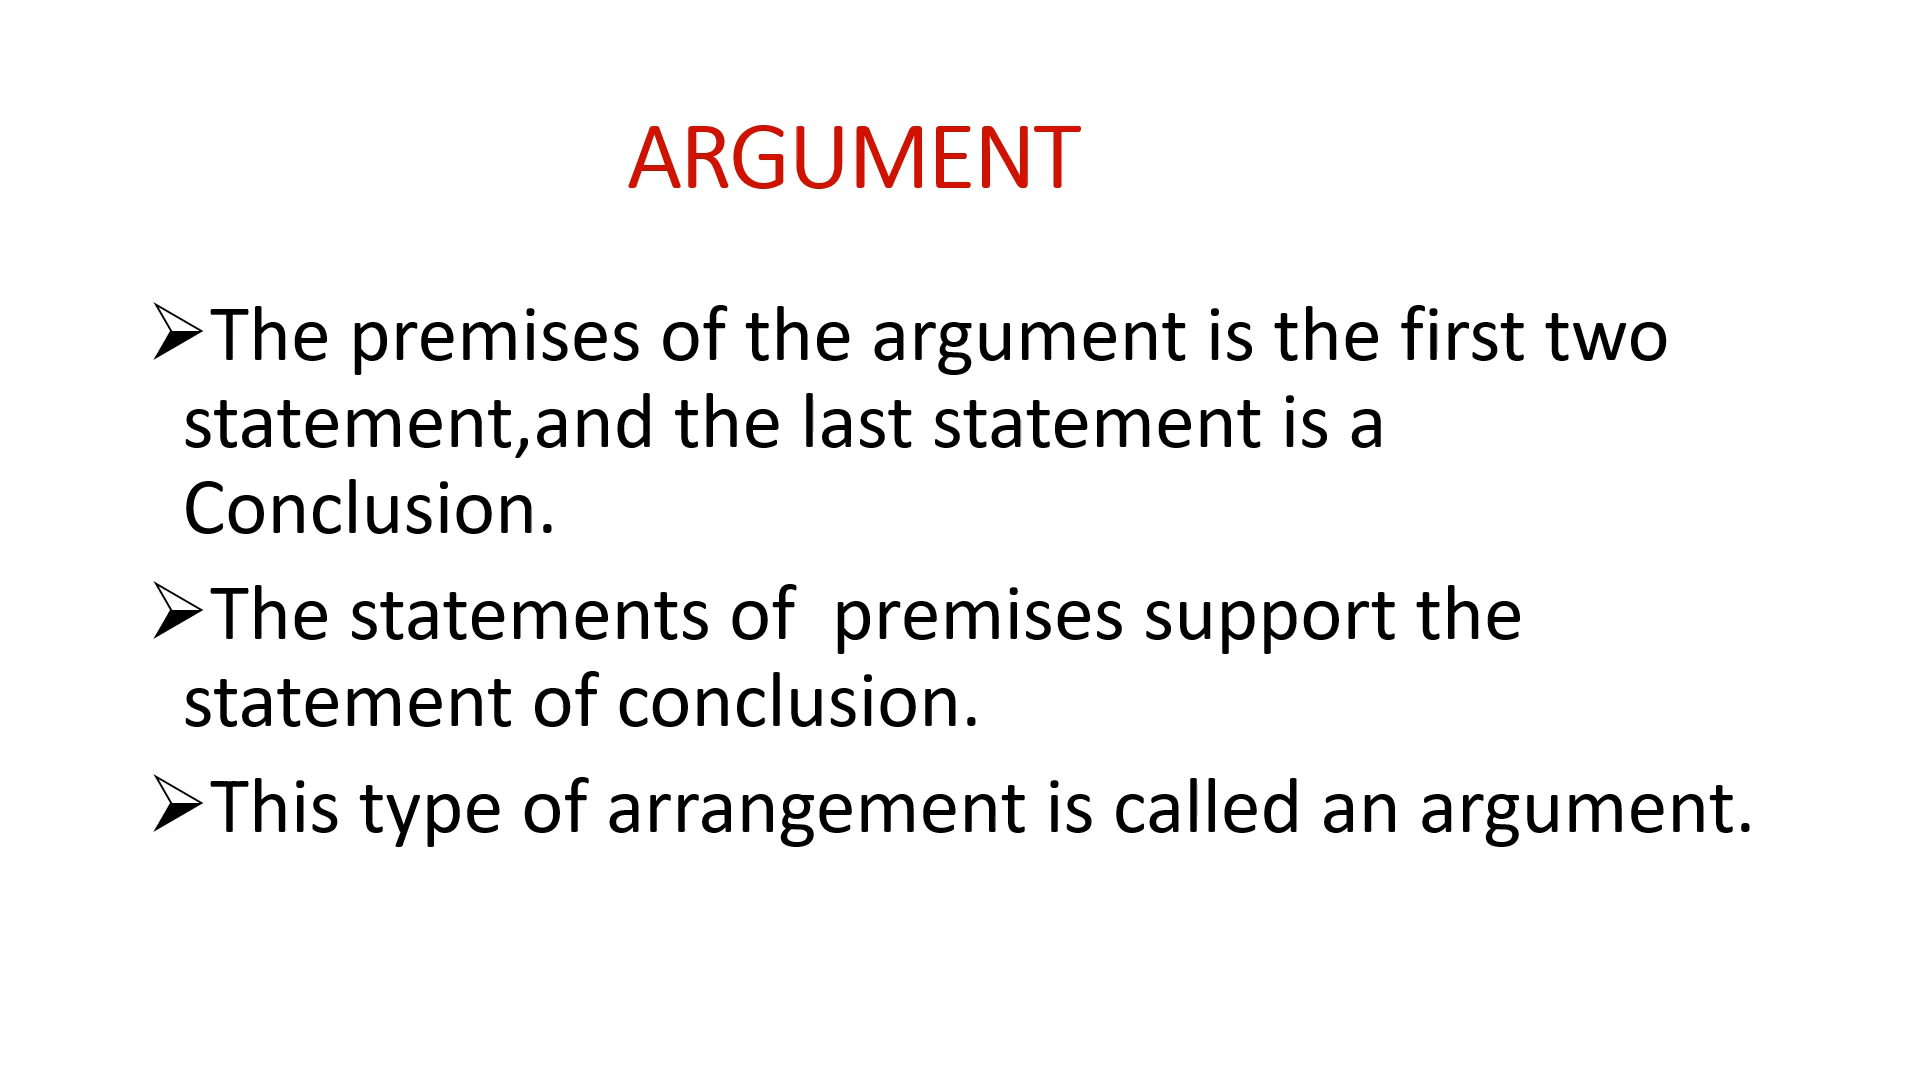 ARGUMENT
➢The premises of the argument is the first two
statement,and the last statement is a
Conclusion.
➢The statements of  premises support the
statement of conclusion.
➢This type of arrangement is called an argument.